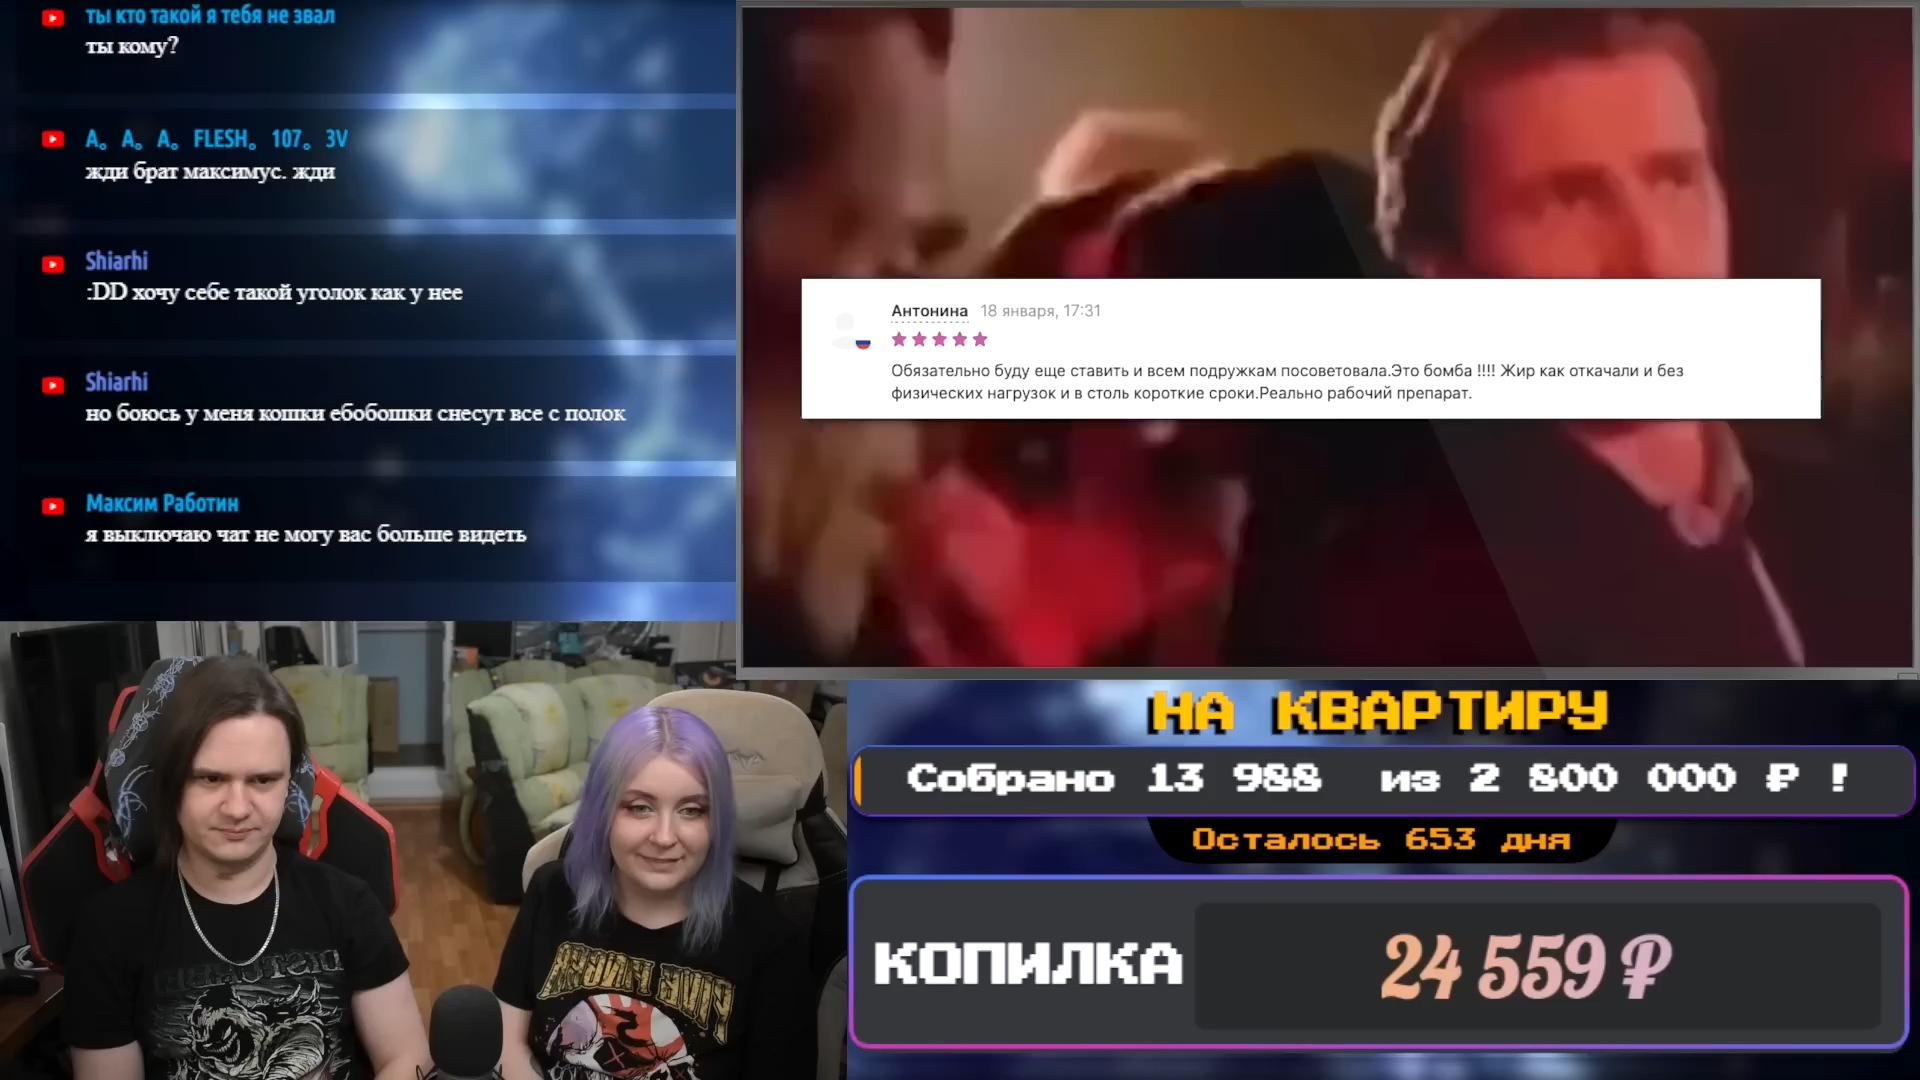 ты кто такой я тебя не звал
ты кому?
A。A。A。FLESH。107。3V
жди брат максимус. жди
Shiarhi
:DD хочу себе такой уголок как у нее
Shiarhi
но боюсь у меня кошки ебобошки снесут все с полок
Максим Работин
я выключаю чат не могу вас больше видеть
Антонина 18 января, 17:31
Обязательно буду еще ставить и всем подружкам посоветовала.Это бомба !!!! Жир как откачали и без
физических нагрузок и в столь короткие сроки.Реально рабочий препарат.
НА КВАРТИРУ
Собрано 13 988 из 2 800 000 ₽ !
Осталось 653 дня
КОПИЛКА
24 559 ₽
DISTURBED
FIVE FINGER